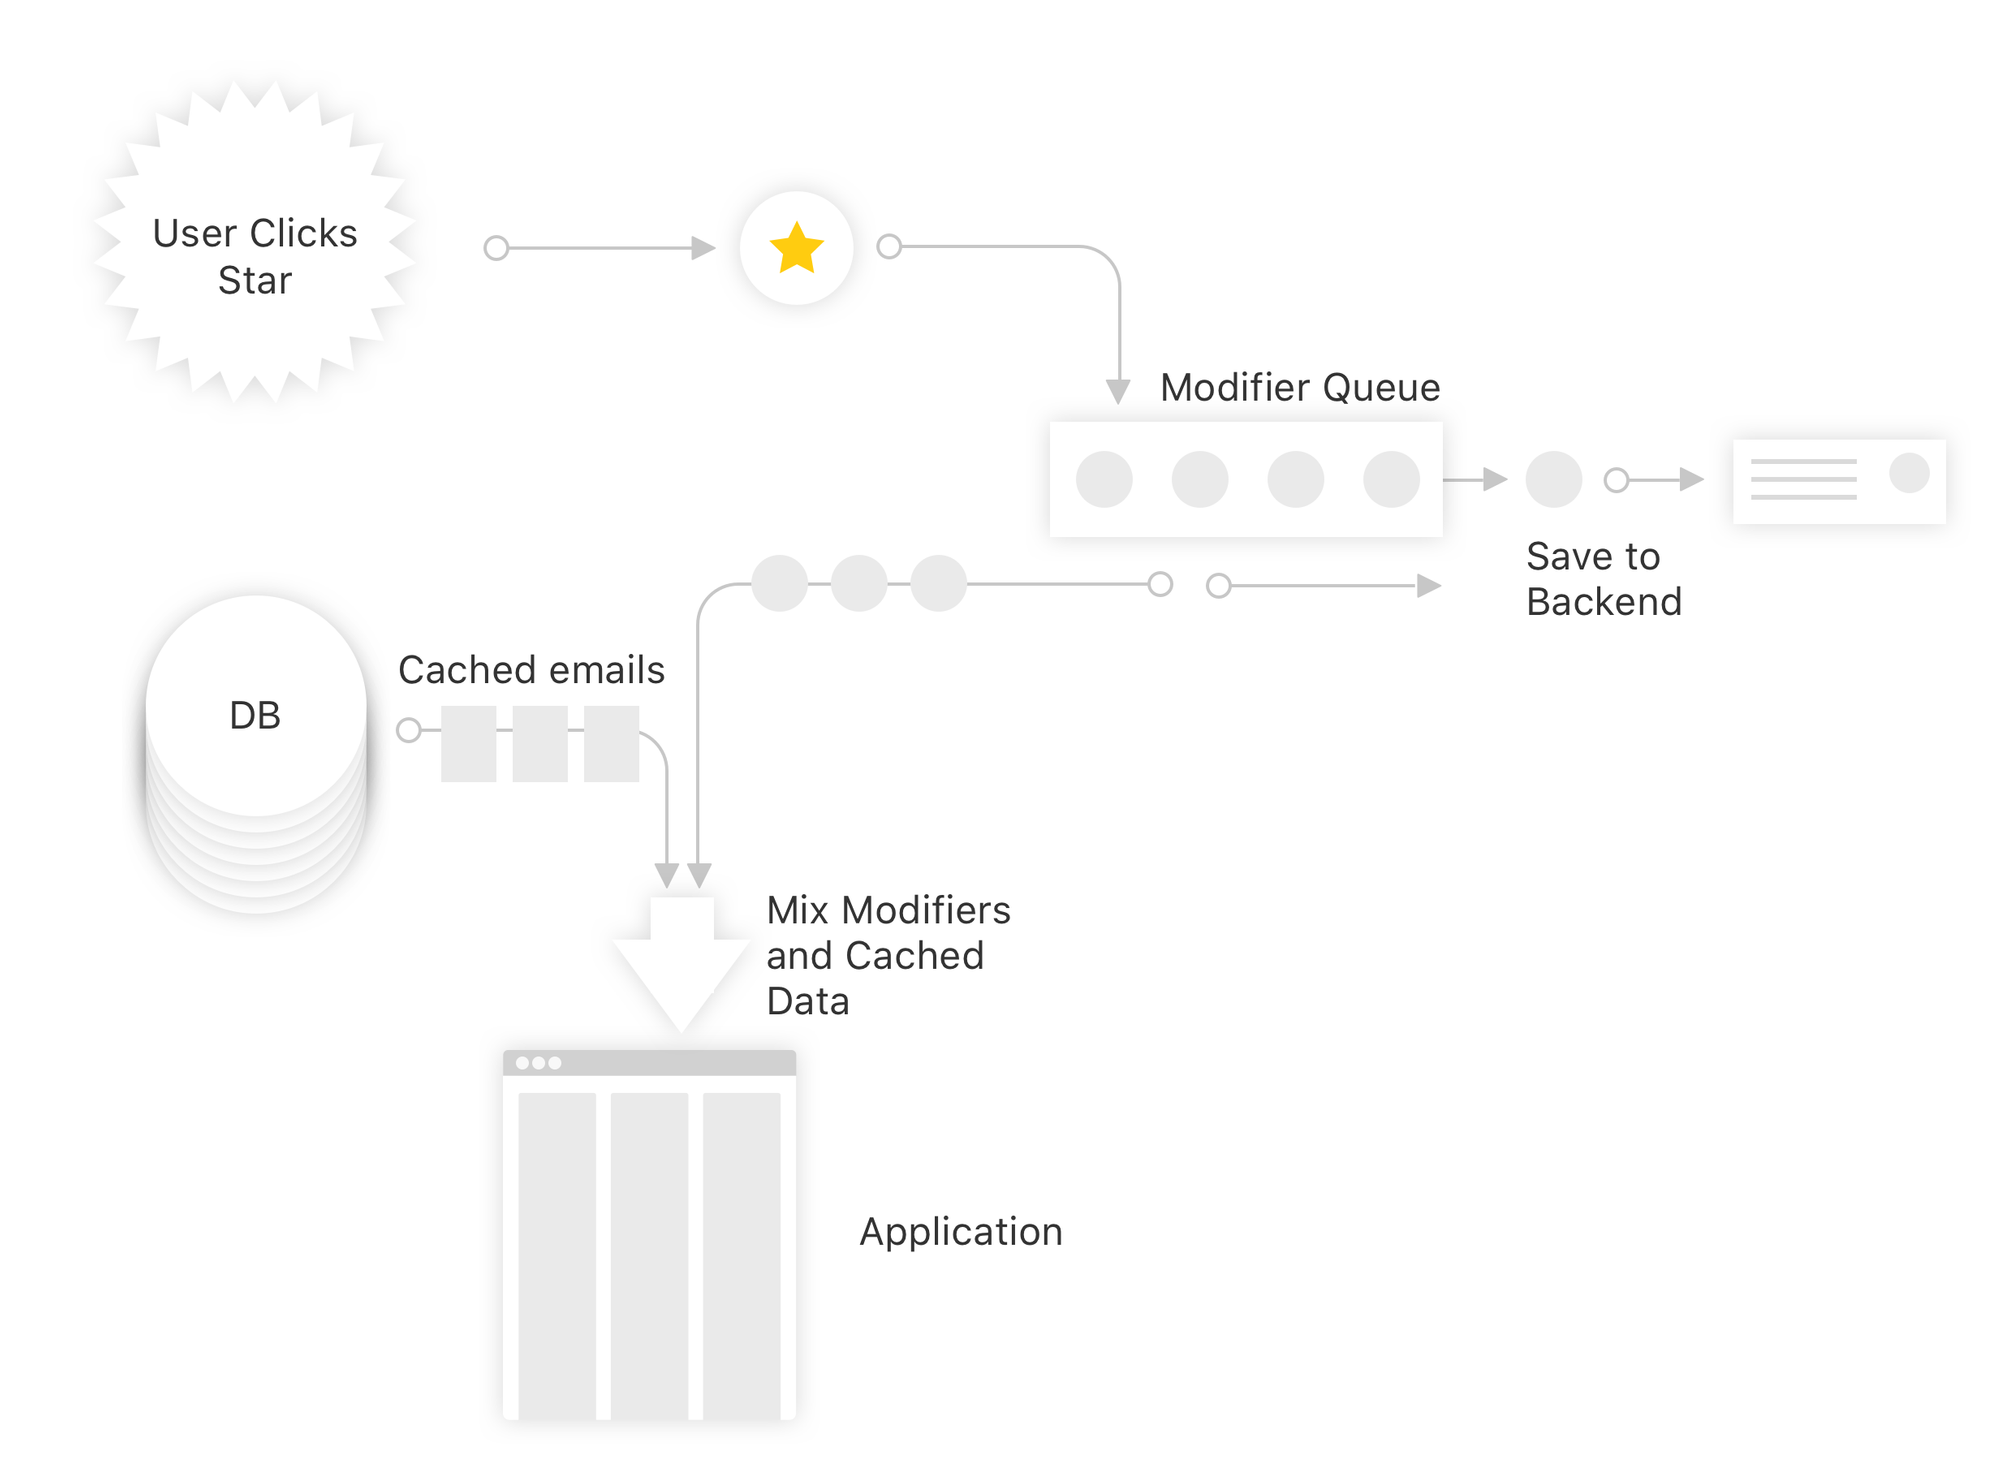 User Clicks
Star
Modifier Queue
Save to
Backend
Cached emails
DB
Mix Modifiers
and Cached
Data
Application